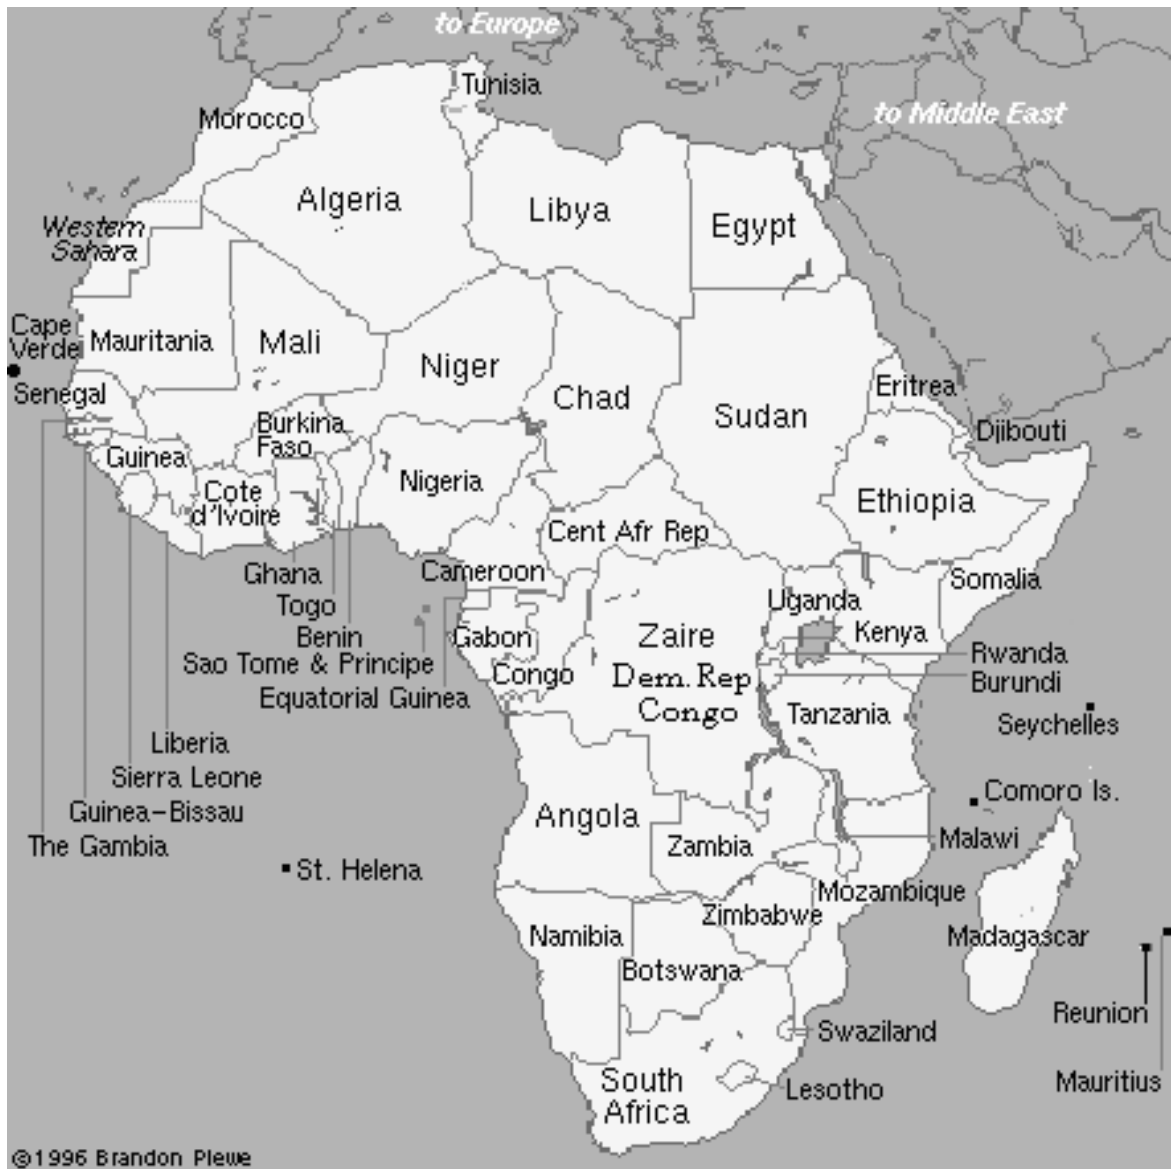 to Europe
Tunisia
Morocco
to Middle East
Algeria
Libya
Egypt
Western
Sahara
Cape
Verde
Mauritania
Mali
Niger
Chad
Sudan
Eritrea
Senegal
Burkina
Faso
Djibouti
Guinea
Nigeria
Cote
d'Ivoire
Ethiopia
Cent Afr Rep
Ghana
Cameroon
Somalia
Togo
Uganda
Benin
Gabon
Zaire
Kenya
Sao Tome & Principe
Rwanda
Equatorial Guinea
Congo
Dem. Rep
Congo
Burundi
Tanzania
Seychelles
Liberia
Sierra Leone
Comoro Is.
Guinea-Bissau
Angola
The Gambia
Zambia
Malawi
St. Helena
Mozambique
Zimbabwe
Namibia
Madagascar
Botswana
Reunion
Swaziland
South
Africa
Lesotho
Mauritius
©1996 Brandon Plewe